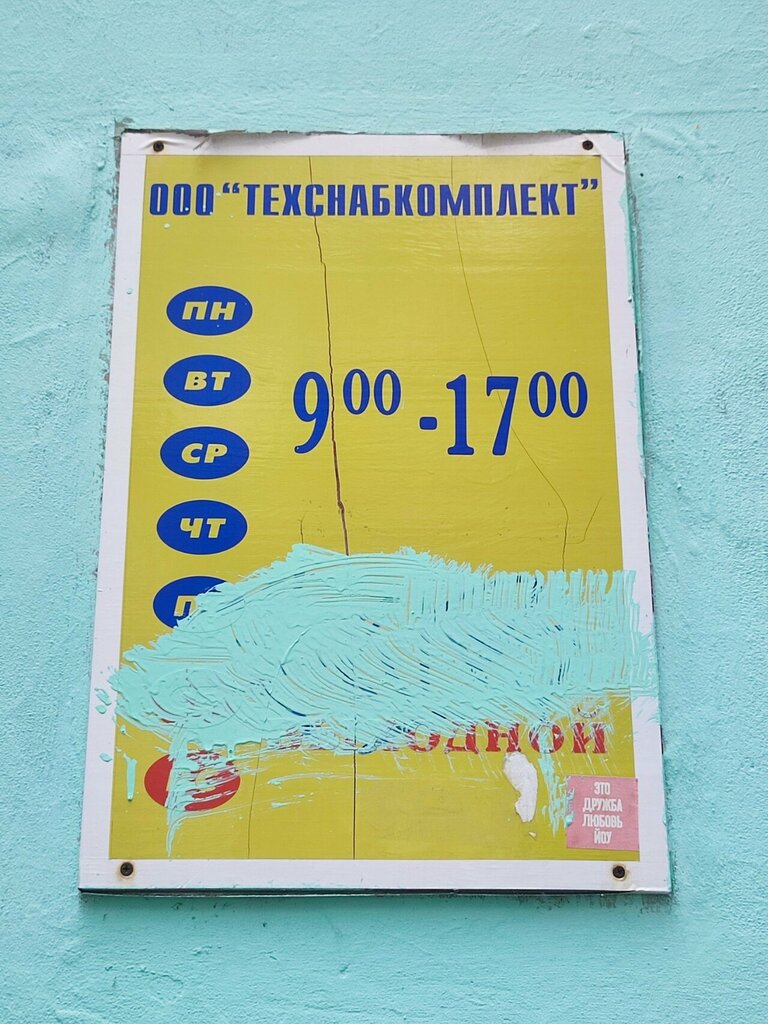 ООО “ТЕХСНАБКОМПЛЕКТ”
ПН
ВТ
9⁰⁰ -17⁰⁰
СР
ЧТ
ЭТО
ДРУЖБА
ЛЮБОВЬ
ЙОУ